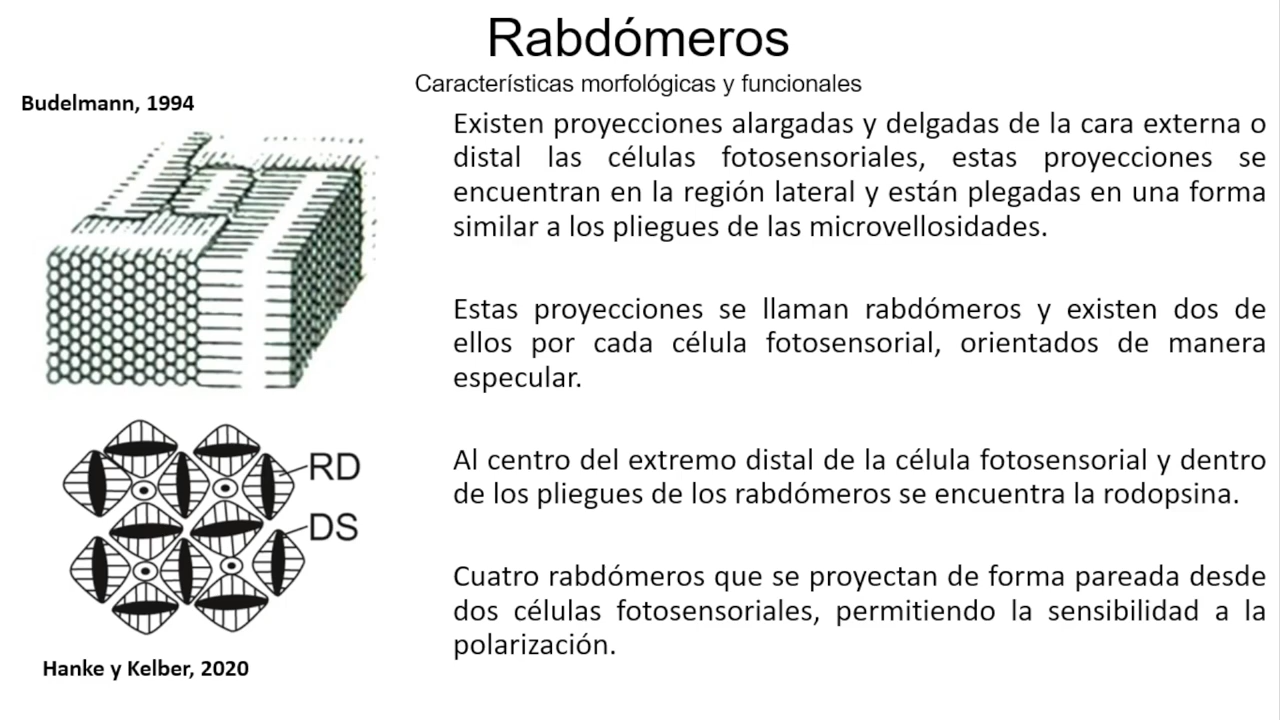 Rabdómeros
Características morfológicas y funcionales
Budelmann, 1994
Existen proyecciones alargadas y delgadas de la cara externa o
distal las células fotosensoriales, estas proyecciones se
encuentran en la región lateral y están plegadas en una forma
similar a los pliegues de las microvellosidades.
Estas proyecciones se llaman rabdómeros y existen dos de
ellos por cada célula fotosensorial, orientados de manera
especular.
RD
DS
Al centro del extremo distal de la célula fotosensorial y dentro
de los pliegues de los rabdómeros se encuentra la rodopsina.
Cuatro rabdómeros que se proyectan de forma pareada desde
dos células fotosensoriales, permitiendo la sensibilidad a la
polarización.
Hanke y Kelber, 2020